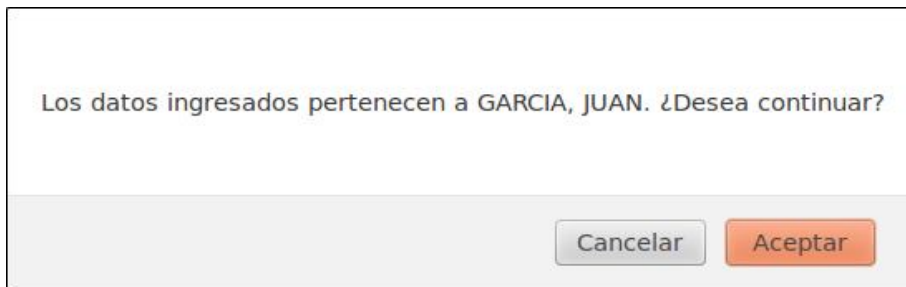 Los datos ingresados pertenecen a GARCIA, JUAN. ¿Desea continuar?
Cancelar Aceptar